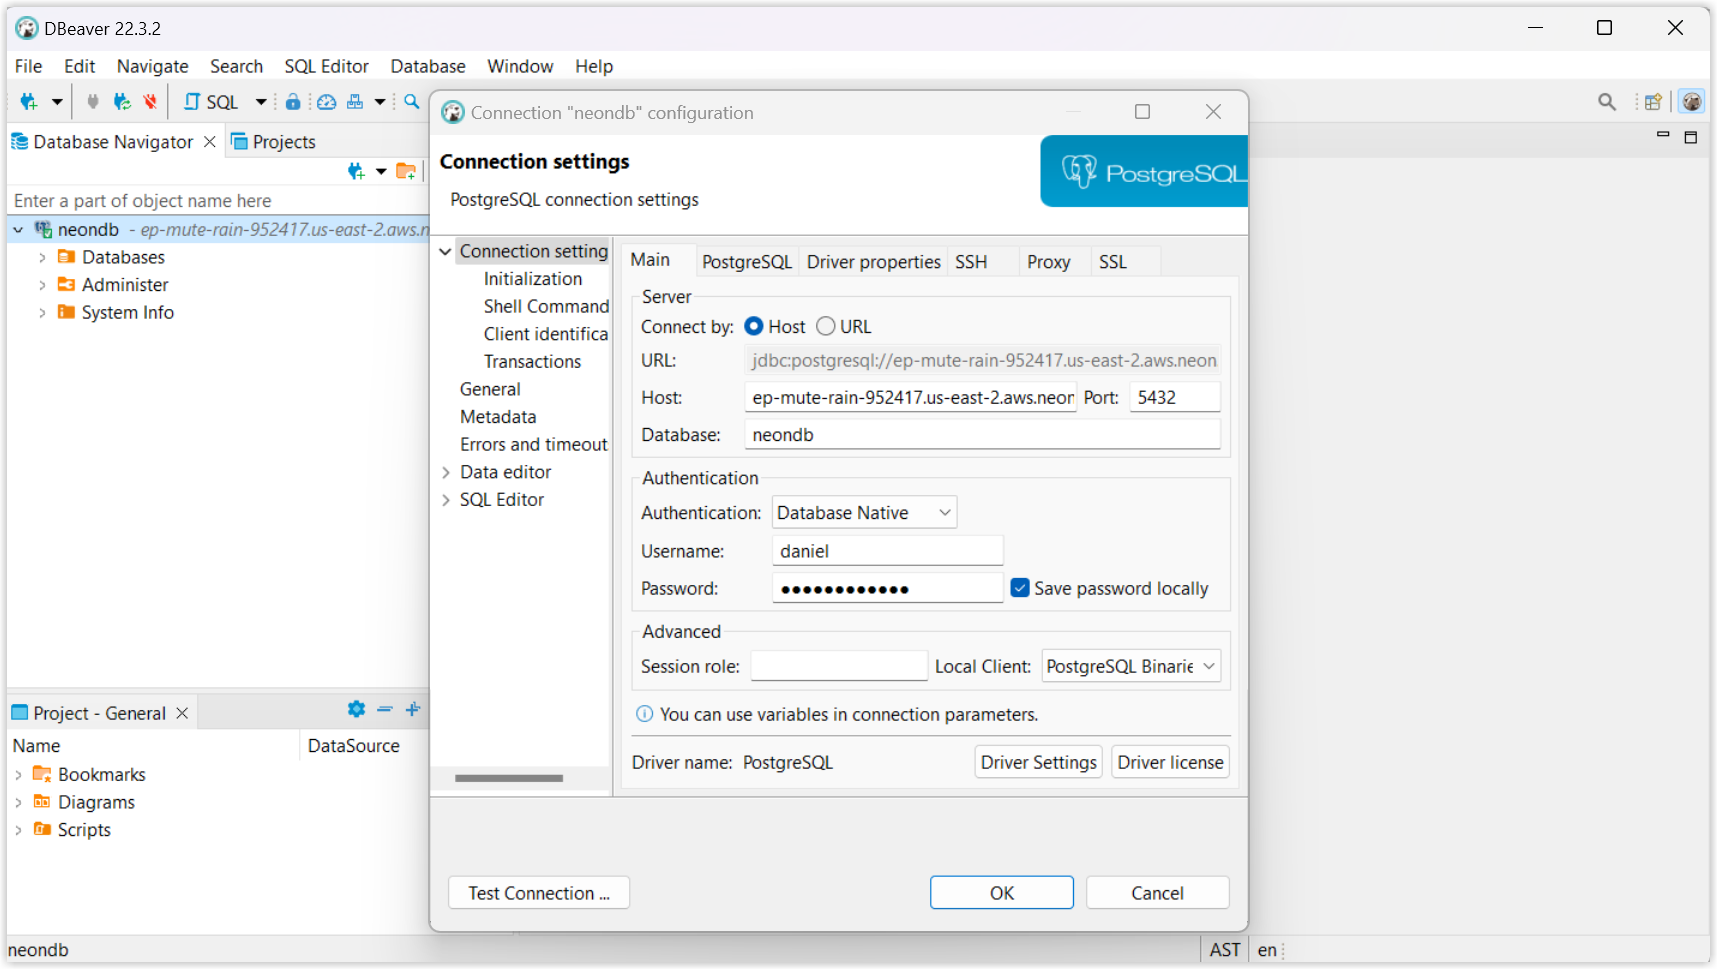 DBeaver 22.3.2
File Edit Navigate Search SQL Editor Database Window Help
SQL
Database Navigator Projects
Enter a part of object name here
neondb - ep-mute-rain-952417.us-east-2.aws.n
Databases
Administer
System Info
Project - General
Name DataSource
Bookmarks
Diagrams
Scripts
Connection "neondb" configuration
Connection settings
PostgreSQL connection settings
PostgreSQL
Connection setting
Initialization
Shell Command
Client identifica
Transactions
General
Metadata
Errors and timeout
Data editor
SQL Editor
Main PostgreSQL Driver properties SSH Proxy SSL
Server
Connect by: Host URL
URL: jdbc:postgresql://ep-mute-rain-952417.us-east-2.aws.neon
Host: ep-mute-rain-952417.us-east-2.aws.neon Port: 5432
Database: neondb
Authentication
Authentication: Database Native
Username: daniel
Password: ●●●●●●●●●●●● Save password locally
Advanced
Session role: Local Client: PostgreSQL Binarie
You can use variables in connection parameters.
Driver name: PostgreSQL Driver Settings Driver license
Test Connection ... OK Cancel
neondb AST en